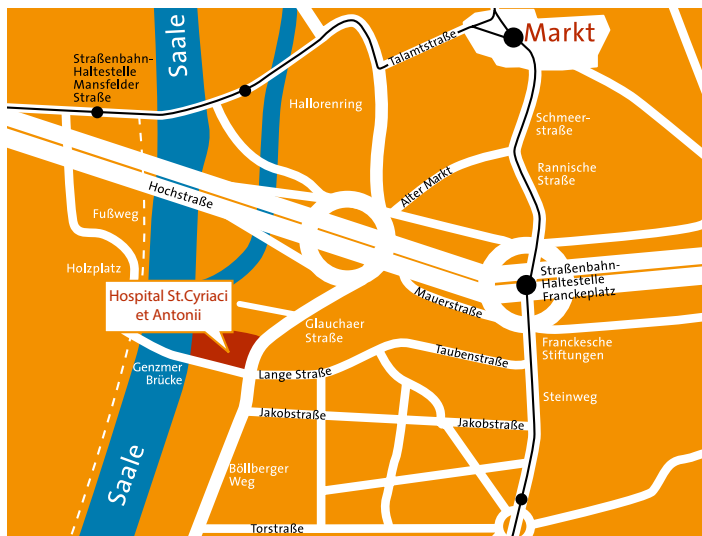 Markt
Saale
Straßenbahn-
Haltestelle
Mansfelder
Straße
Talamtstraße
Hallorenring
Schmeer-
straße
Rannische
Straße
Alter Markt
Hochstraße
Fußweg
Holzplatz
Straßenbahn-
Haltestelle
Franckeplatz
Hospital St.Cyriaci
et Antonii
Mauerstraße
Glauchaer
Straße
Franckesche
Stiftungen
Taubenstraße
Genzmer
Brücke
Lange Straße
Steinweg
Jakobstraße
Jakobstraße
Saale
Böllberger
Weg
Torstraße